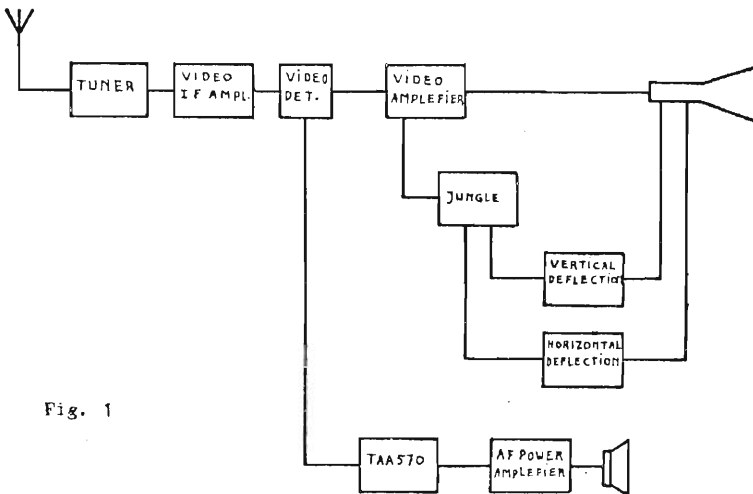 TUNER
VIDEO
IF AMPL.
VIDEO
DET.
VIDEO
AMPLEFIER
JUNGLE
VERTICAL
DEFLECTION
HORIZONTAL
DEFLECTION
Fig. 1
TAA570
AF POWER
AMPLEFIER